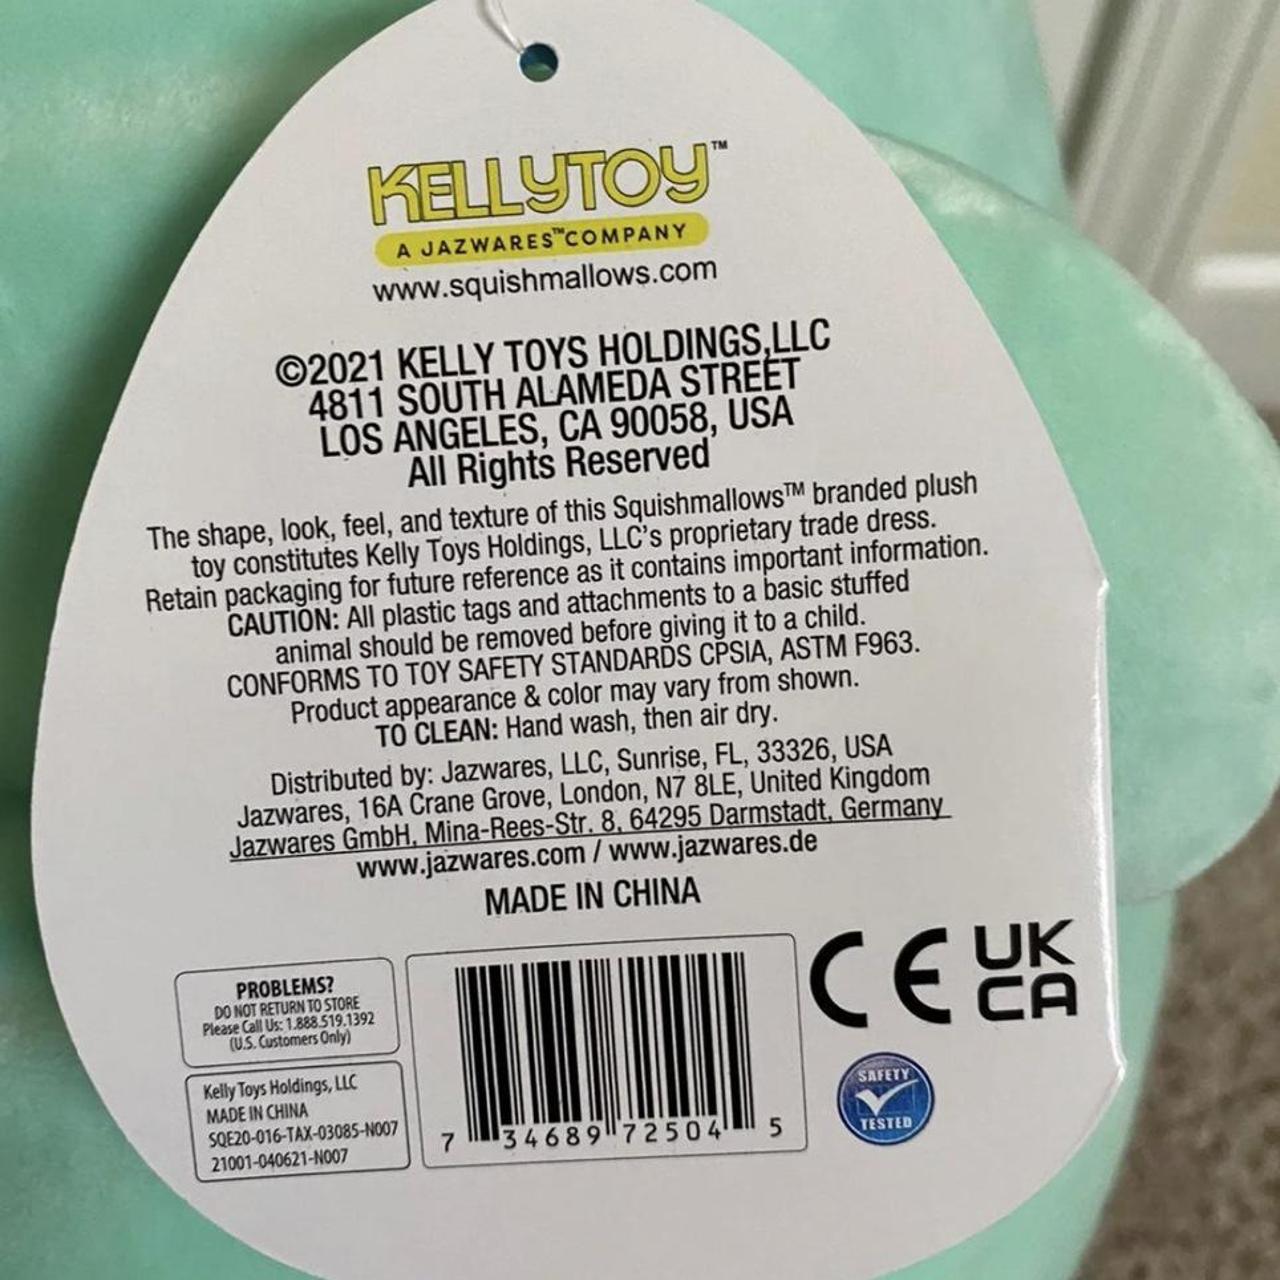 KELLYTOY™
A JAZWARES™COMPANY
www.squishmallows.com
©2021 KELLY TOYS HOLDINGS,LLC
4811 SOUTH ALAMEDA STREET
LOS ANGELES, CA 90058, USA
All Rights Reserved
The shape, look, feel, and texture of this Squishmallows™ branded plush
toy constitutes Kelly Toys Holdings, LLC's proprietary trade dress.
Retain packaging for future reference as it contains important information.
CAUTION: All plastic tags and attachments to a basic stuffed
animal should be removed before giving it to a child.
CONFORMS TO TOY SAFETY STANDARDS CPSIA, ASTM F963.
Product appearance & color may vary from shown.
TO CLEAN: Hand wash, then air dry.
Distributed by: Jazwares, LLC, Sunrise, FL, 33326, USA
Jazwares, 16A Crane Grove, London, N7 8LE, United Kingdom
Jazwares GmbH, Mina-Rees-Str. 8, 64295 Darmstadt, Germany
www.jazwares.com / www.jazwares.de
MADE IN CHINA
PROBLEMS?
DO NOT RETURN TO STORE
Please Call Us: 1.888.519.1392
(U.S. Customers Only)
Kelly Toys Holdings, LLC
MADE IN CHINA
SQE20-016-TAX-03085-N007
21001-040621-N007
7 34689 72504 5
CE
UK
CA
SAFETY
TESTED